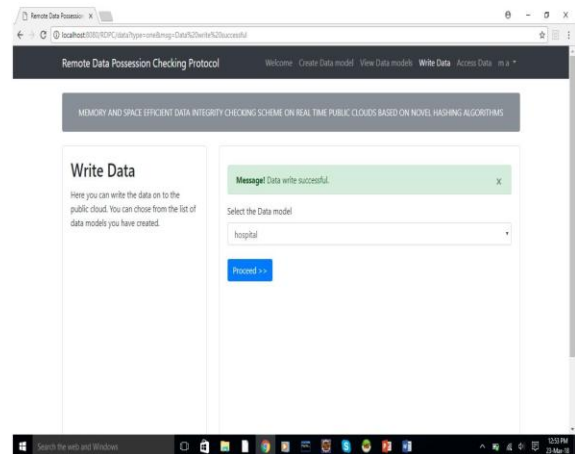 Remote Data Possession X
localhost:8080/RDPC/data?type=one&msg=Data%20write%20successful
Remote Data Possession Checking Protocol
Welcome Create Data model View Data models Write Data Access Data m a
MEMORY AND SPACE EFFICIENT DATA INTEGRITY CHECKING SCHEME ON REAL TIME PUBLIC CLOUDS BASED ON NOVEL HASHING ALGORITHMS
Write Data
Here you can write the data on to the
public cloud. You can chose from the list of
data models you have created.
Message! Data write successful. x
Select the Data model
hospital
Proceed >>
Search the web and Windows
12:53 PM
23-Mar-18